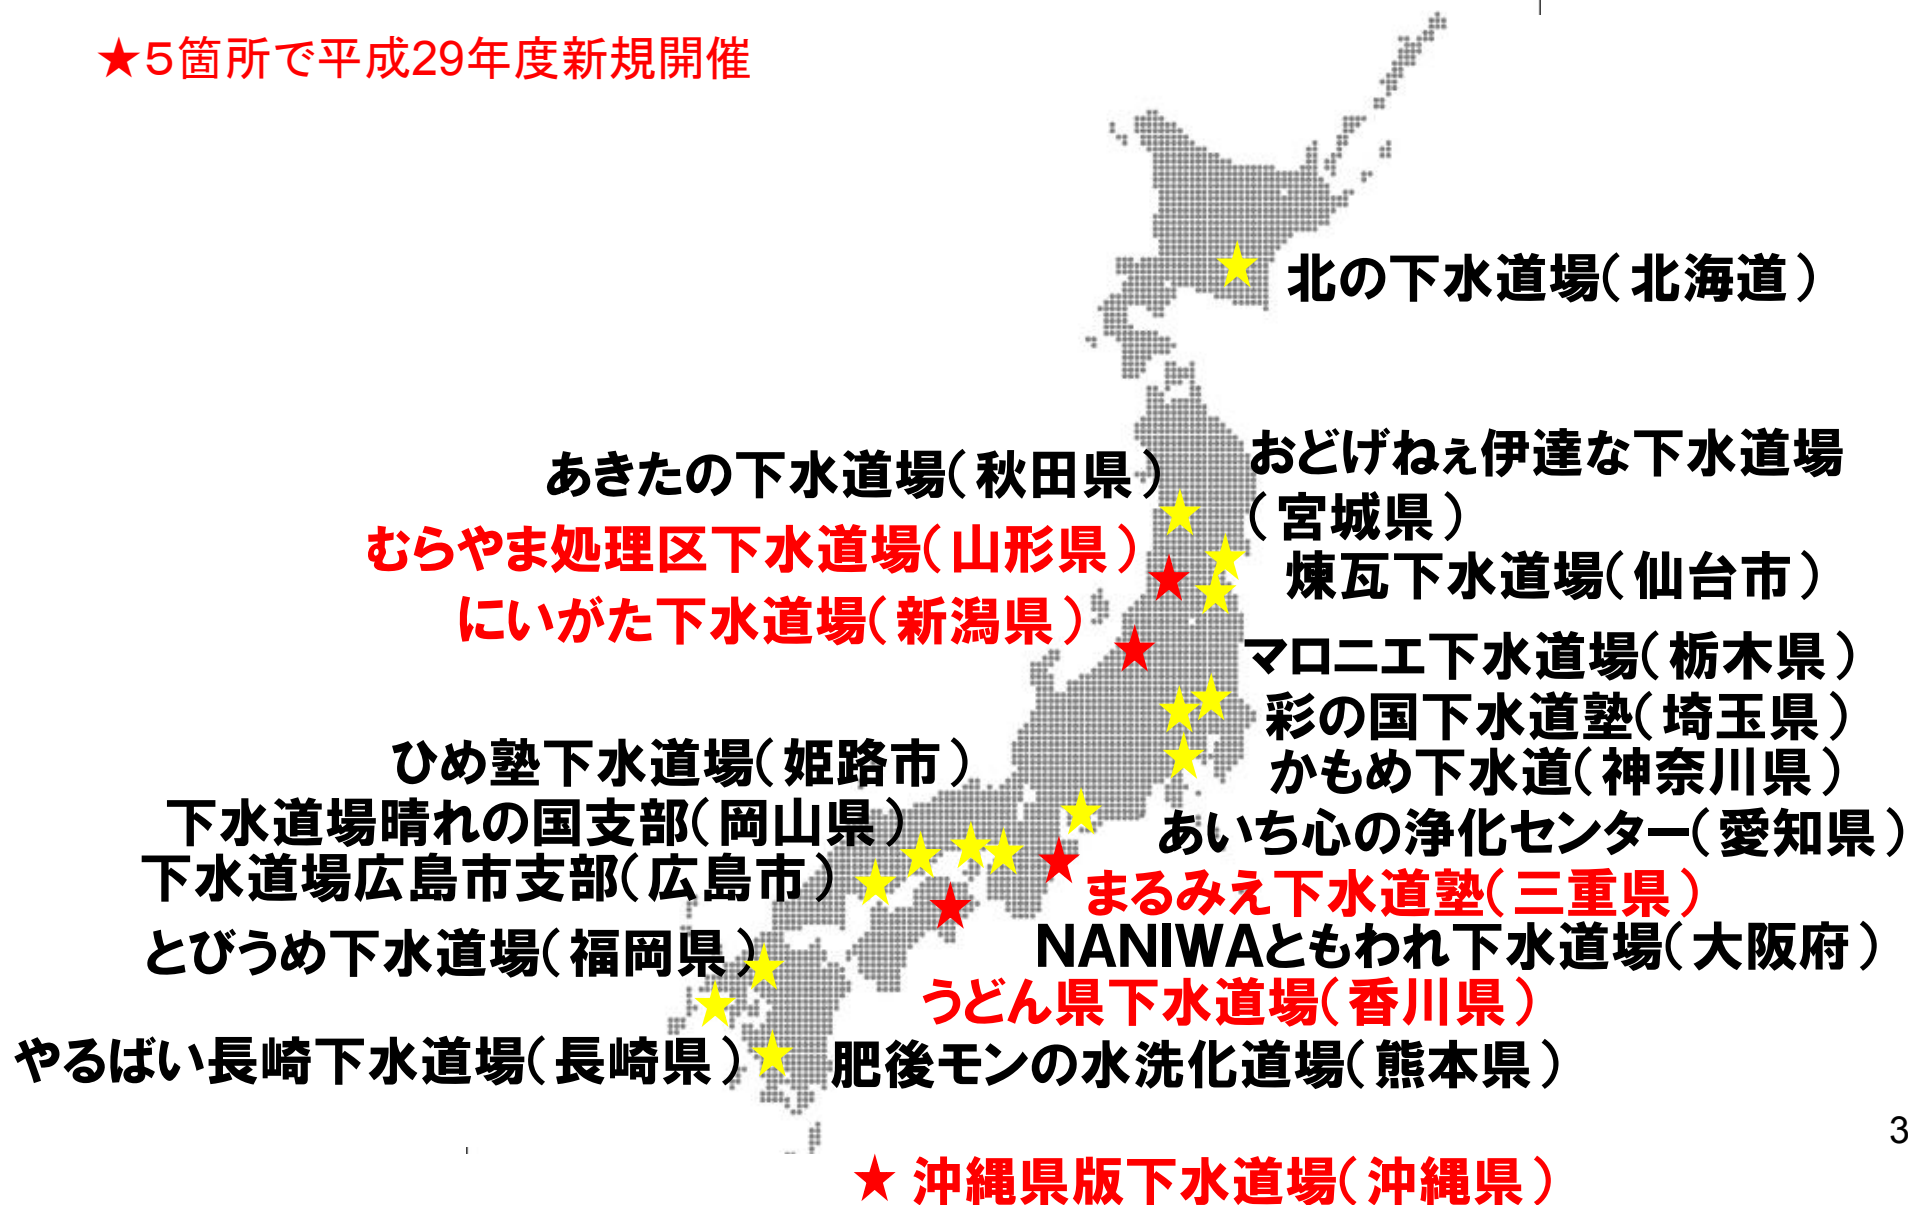 ★5箇所で平成29年度新規開催
北の下水道場(北海道)
あきたの下水道場(秋田県)
おどげねぇ伊達な下水道場
(宮城県)
むらやま処理区下水道場(山形県)
煉瓦下水道場(仙台市)
にいがた下水道場(新潟県)
マロニエ下水道場(栃木県)
彩の国下水道塾(埼玉県)
ひめ塾下水道場(姫路市)
かもめ下水道(神奈川県)
下水道場晴れの国支部(岡山県)
あいち心の浄化センター(愛知県)
下水道場広島市支部(広島市)
まるみえ下水道塾(三重県)
とびうめ下水道場(福岡県)
NANIWAともわれ下水道場(大阪府)
うどん県下水道場(香川県)
やるばい長崎下水道場(長崎県)
肥後モンの水洗化道場(熊本県)
3
★沖縄県版下水道場(沖縄県)